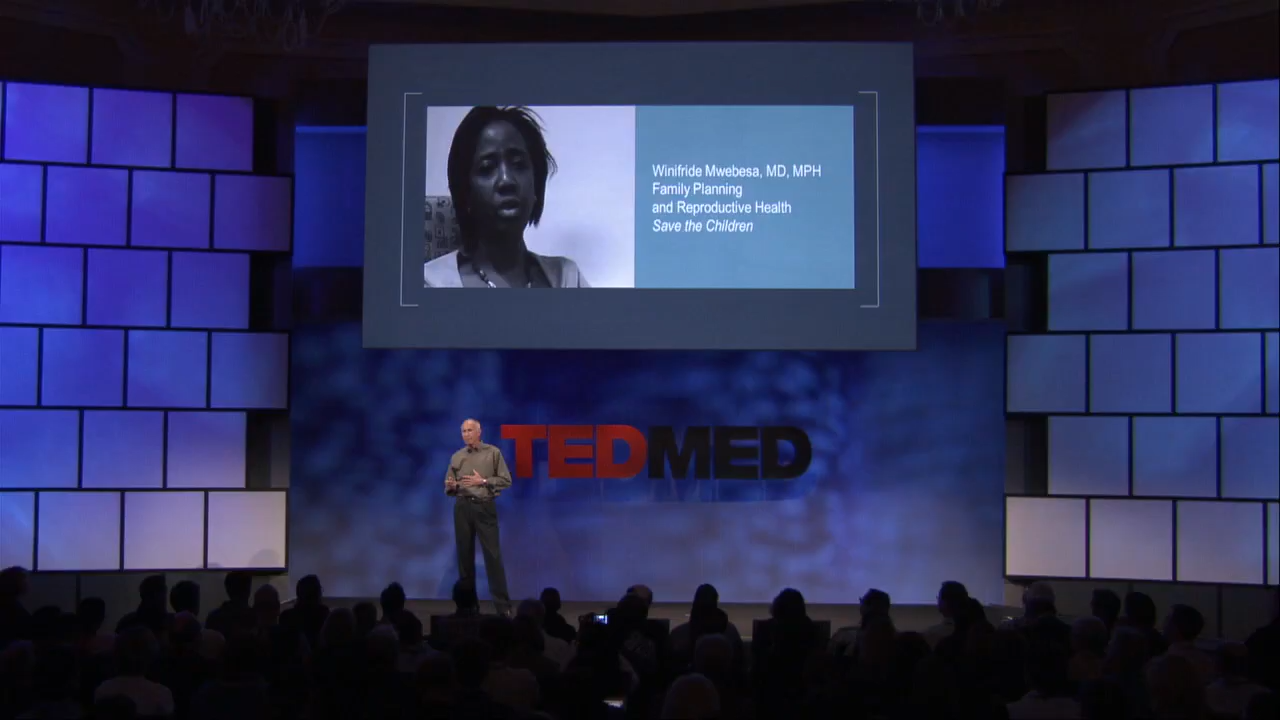 Winifride Mwebesa, MD, MPH
Family Planning
and Reproductive Health
Save the Children
TEDMED